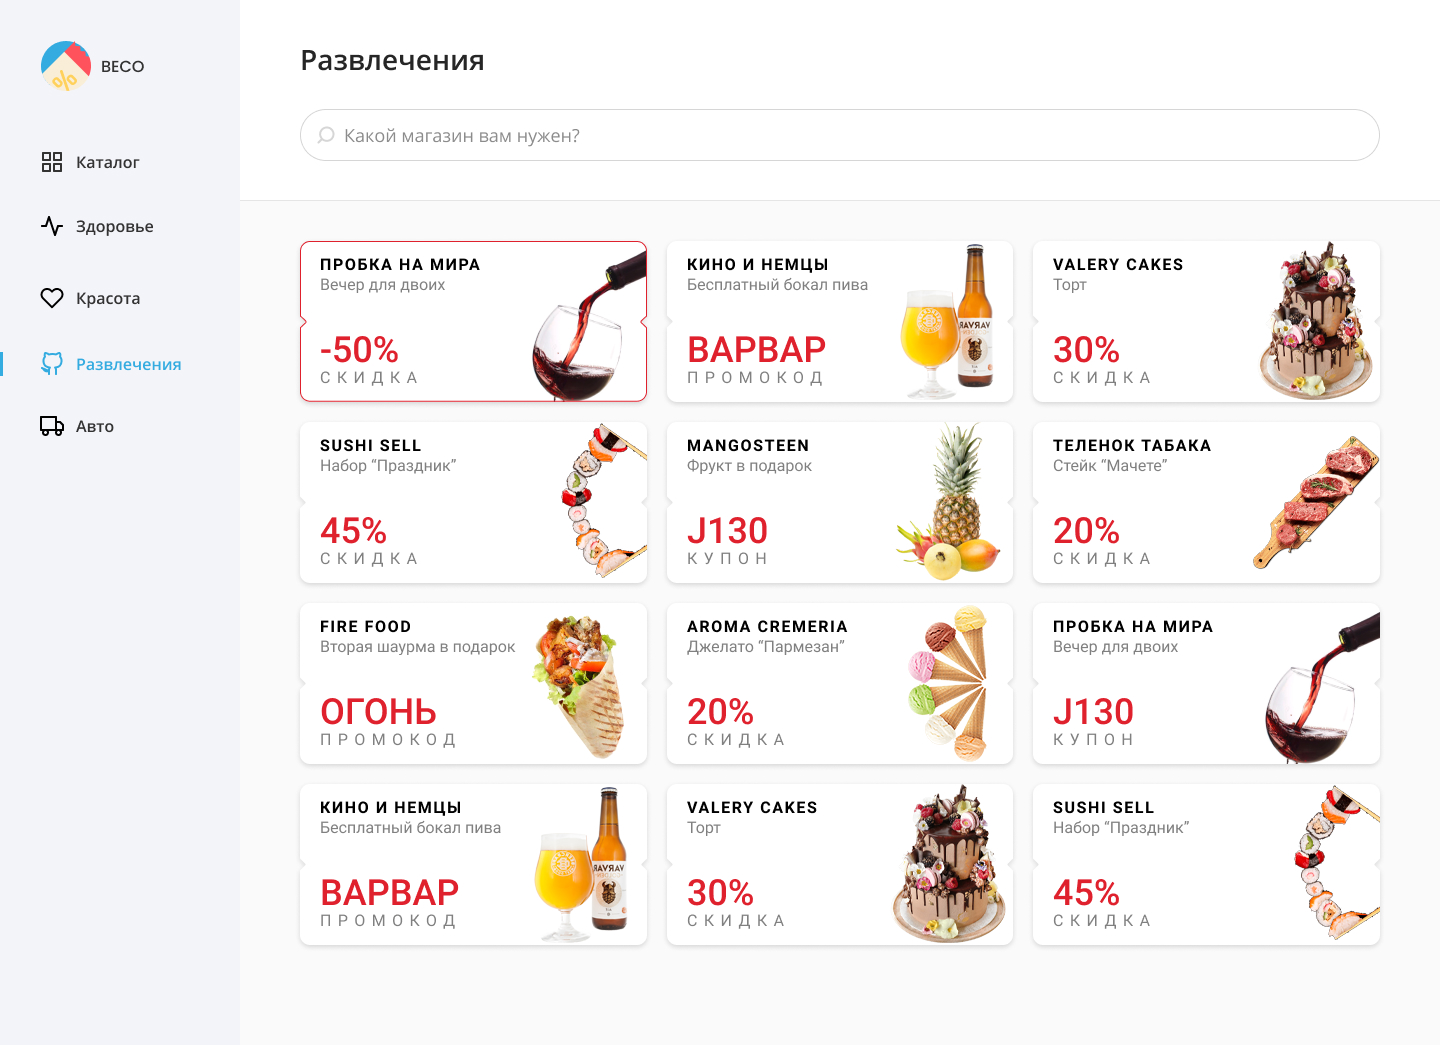 BECO
Каталог
Здоровье
Красота
Развлечения
Авто
Развлечения
Какой магазин вам нужен?
ПРОБКА НА МИРА
Вечер для двоих
-50%
СКИДКА
КИНО И НЕМЦЫ
Бесплатный бокал пива
ВАРВАР
ПРОМОКОД
VALERY CAKES
Торт
30%
СКИДКА
SUSHI SELL
Набор “Праздник”
45%
СКИДКА
MANGOSTEEN
Фрукт в подарок
J130
КУПОН
ТЕЛЕНОК ТАБАКА
Стейк “Мачете”
20%
СКИДКА
FIRE FOOD
Вторая шаурма в подарок
ОГОНЬ
ПРОМОКОД
AROMA CREMERIA
Джелато “Пармезан”
20%
СКИДКА
ПРОБКА НА МИРА
Вечер для двоих
J130
КУПОН
КИНО И НЕМЦЫ
Бесплатный бокал пива
ВАРВАР
ПРОМОКОД
VALERY CAKES
Торт
30%
СКИДКА
SUSHI SELL
Набор “Праздник”
45%
СКИДКА